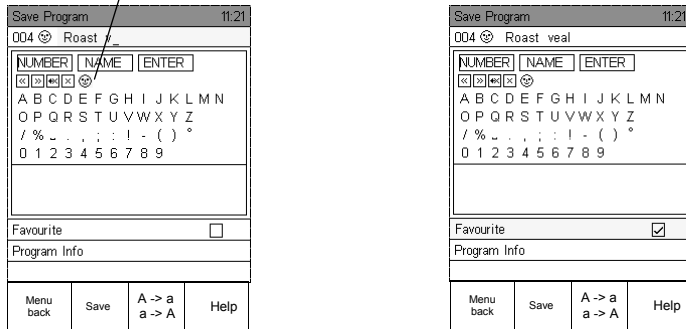 Save Program 11:21
004 Roast v_
NUMBER NAME ENTER
« » × 
A B C D E F G H I J K L M N
O P Q R S T U V W X Y Z
/ % ⌣ . , ; : ! - ( ) °
0 1 2 3 4 5 6 7 8 9
Favourite
Program Info
Menu back Save A -> a a -> A Help
Save Program 11:21
004 Roast veal
NUMBER NAME ENTER
« » × 
A B C D E F G H I J K L M N
O P Q R S T U V W X Y Z
/ % ⌣ . , ; : ! - ( ) °
0 1 2 3 4 5 6 7 8 9
Favourite
Program Info
Menu back Save A -> a a -> A Help